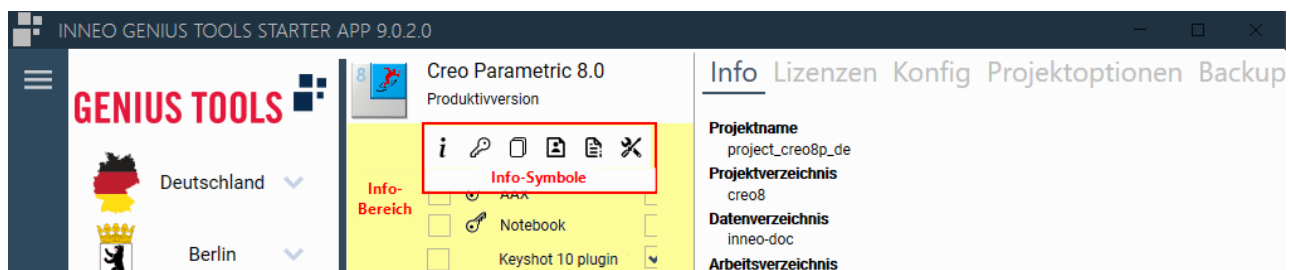 INNEO GENIUS TOOLS STARTER APP 9.0.2.0
GENIUS TOOLS
Deutschland
Berlin
8
Creo Parametric 8.0
Produktivversion
Info-Symbole
Info-
Bereich
AAX
Notebook
Keyshot 10 plugin
Info Lizenzen Konfig Projektoptionen Backup
Projektname
project_creo8p_de
Projektverzeichnis
creo8
Datenverzeichnis
inneo-doc
Arbeitsverzeichnis